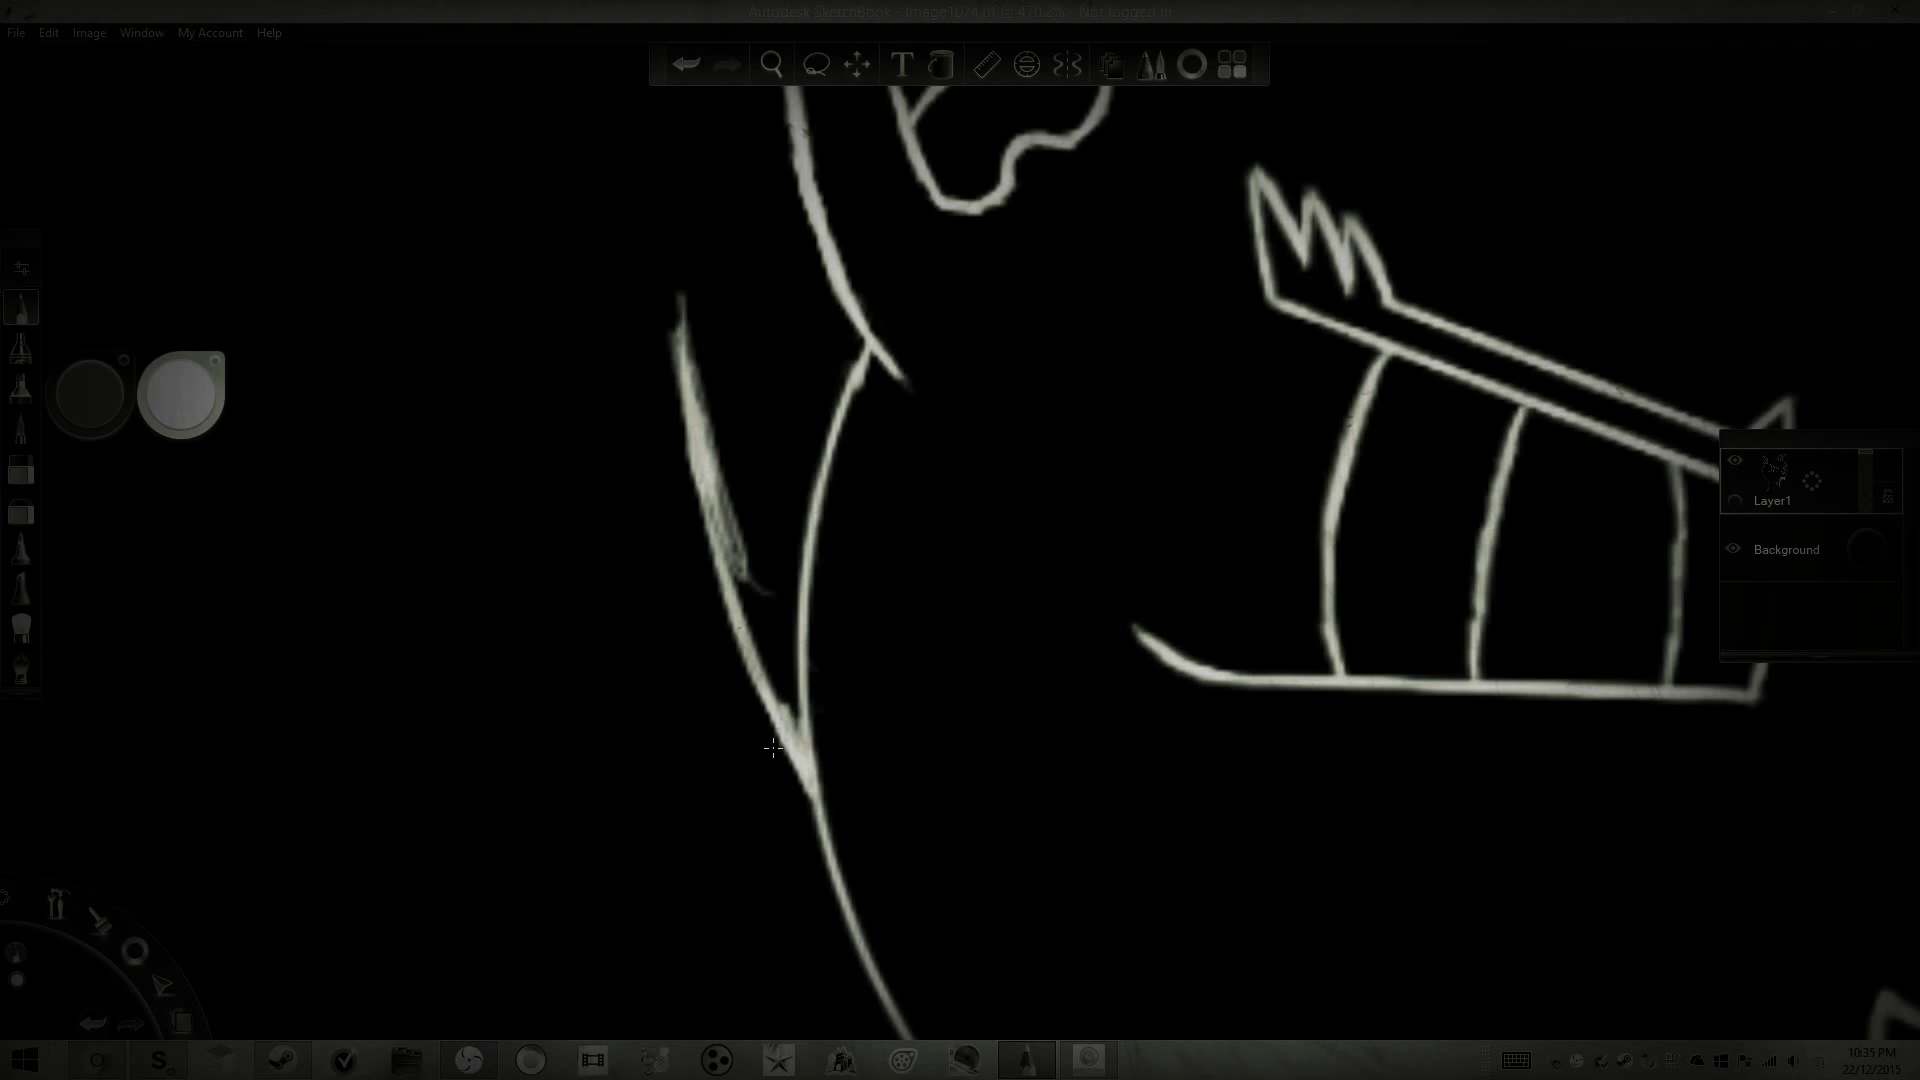 Autodesk SketchBook - Image1074.tif @ 470.2% - Not logged in
File Edit Image Window My Account Help
T
Layer1
Background
S
10:35 PM
22/12/2015